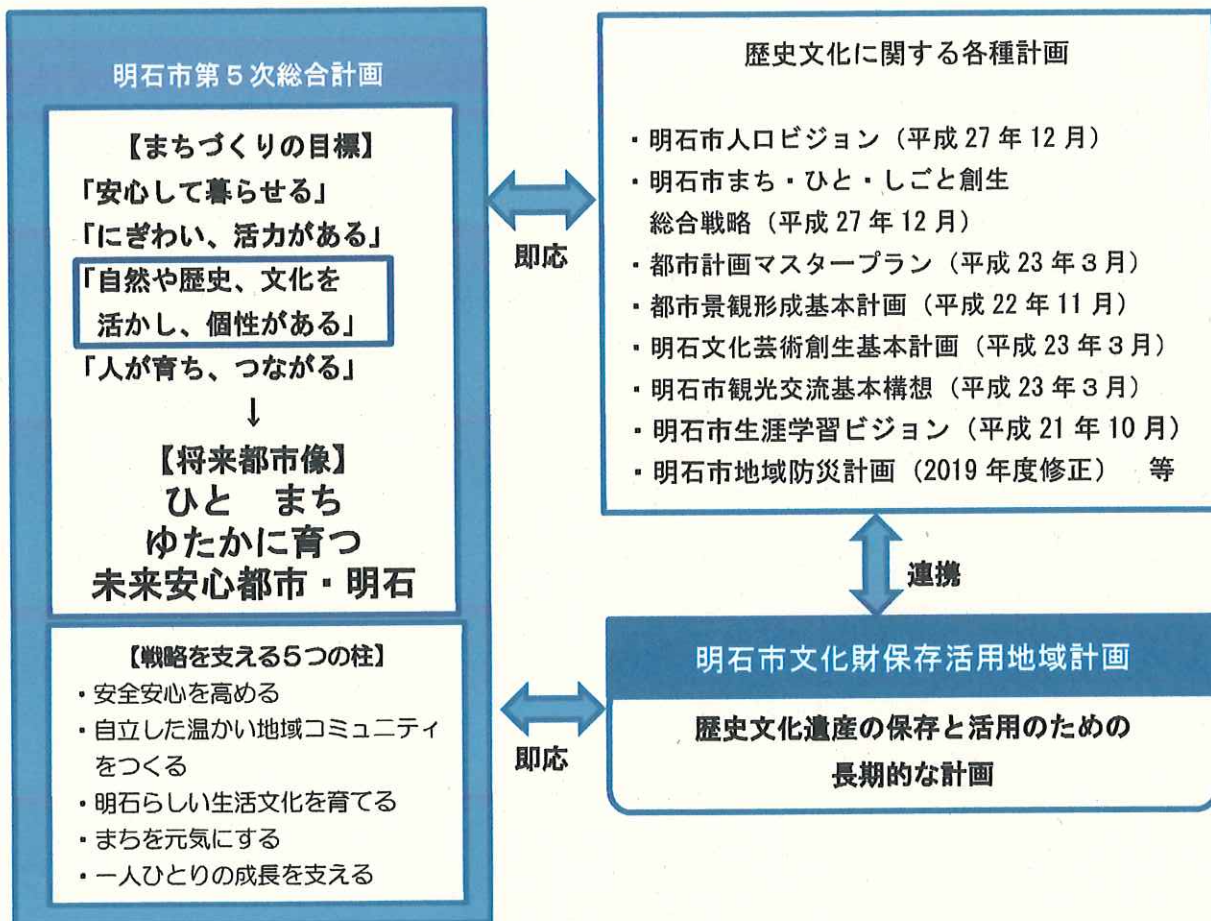 明石市第５次総合計画
【まちづくりの目標】
「安心して暮らせる」
「にぎわい、活力がある」
「自然や歴史、文化を
活かし、個性がある」
「人が育ち、つながる」
↓
【将来都市像】
ひと　まち
ゆたかに育つ
未来安心都市・明石
【戦略を支える５つの柱】
・安全安心を高める
・自立した温かい地域コミュニティ
をつくる
・明石らしい生活文化を育てる
・まちを元気にする
・一人ひとりの成長を支える
即応
即応
歴史文化に関する各種計画
・明石市人口ビジョン（平成 27 年 12 月）
・明石市まち・ひと・しごと創生
総合戦略（平成 27 年 12 月）
・都市計画マスタープラン（平成 23 年３月）
・都市景観形成基本計画（平成 22 年 11 月）
・明石文化芸術創生基本計画（平成 23 年３月）
・明石市観光交流基本構想（平成 23 年３月）
・明石市生涯学習ビジョン（平成 21 年 10 月）
・明石市地域防災計画（2019 年度修正）　等
連携
明石市文化財保存活用地域計画
歴史文化遺産の保存と活用のための
長期的な計画